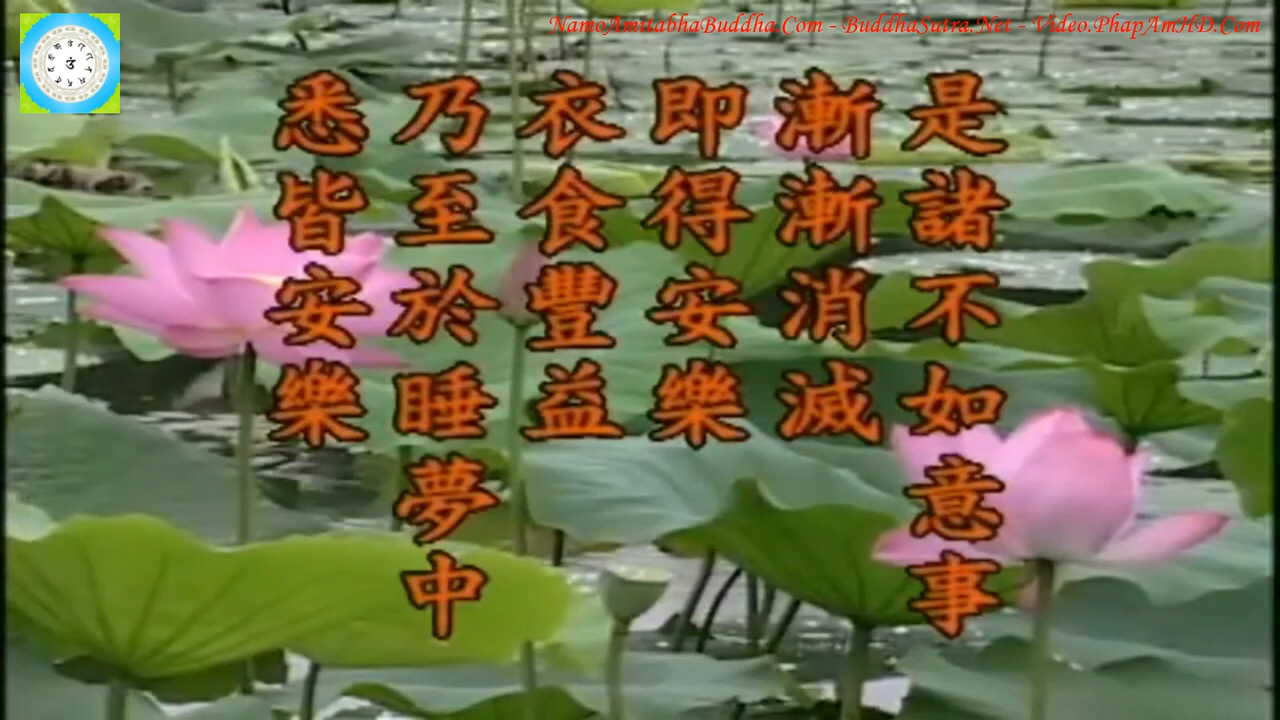 NamoAmitabhaBuddha.Com - BuddhaSutra.Net - Video.PhapAmHD.Com
是諸不如意事
漸漸消滅
即得安樂
衣食豐益
乃至於睡夢中
悉皆安樂